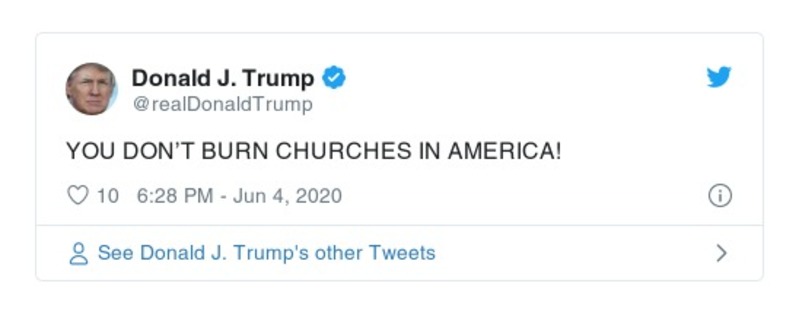 Donald J. Trump
@realDonaldTrump
YOU DON’T BURN CHURCHES IN AMERICA!
10 6:28 PM - Jun 4, 2020
See Donald J. Trump's other Tweets